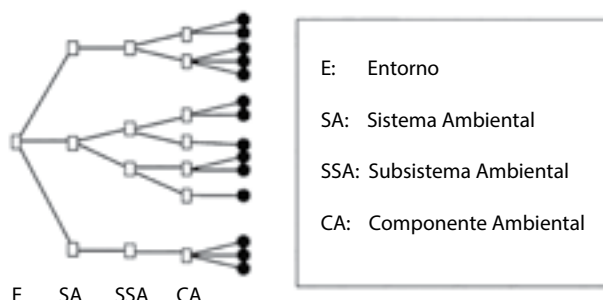 E: Entorno
SA: Sistema Ambiental
SSA: Subsistema Ambiental
CA: Componente Ambiental
E SA SSA CA